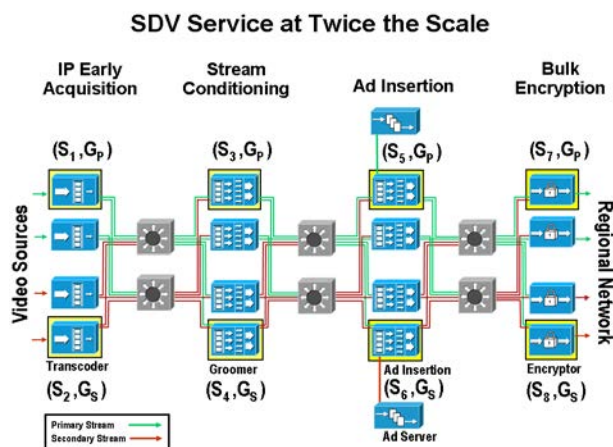 SDV Service at Twice the Scale
IP Early
Acquisition
Stream
Conditioning
Ad Insertion
Bulk
Encryption
(S1,GP)
(S3,GP)
(S5,GP)
(S7,GP)
Video Sources
Regional Network
Transcoder
Groomer
Ad Insertion
Encryptor
(S2,GS)
(S4,GS)
(S6,GS)
(S8,GS)
Ad Server
Primary Stream
Secondary Stream